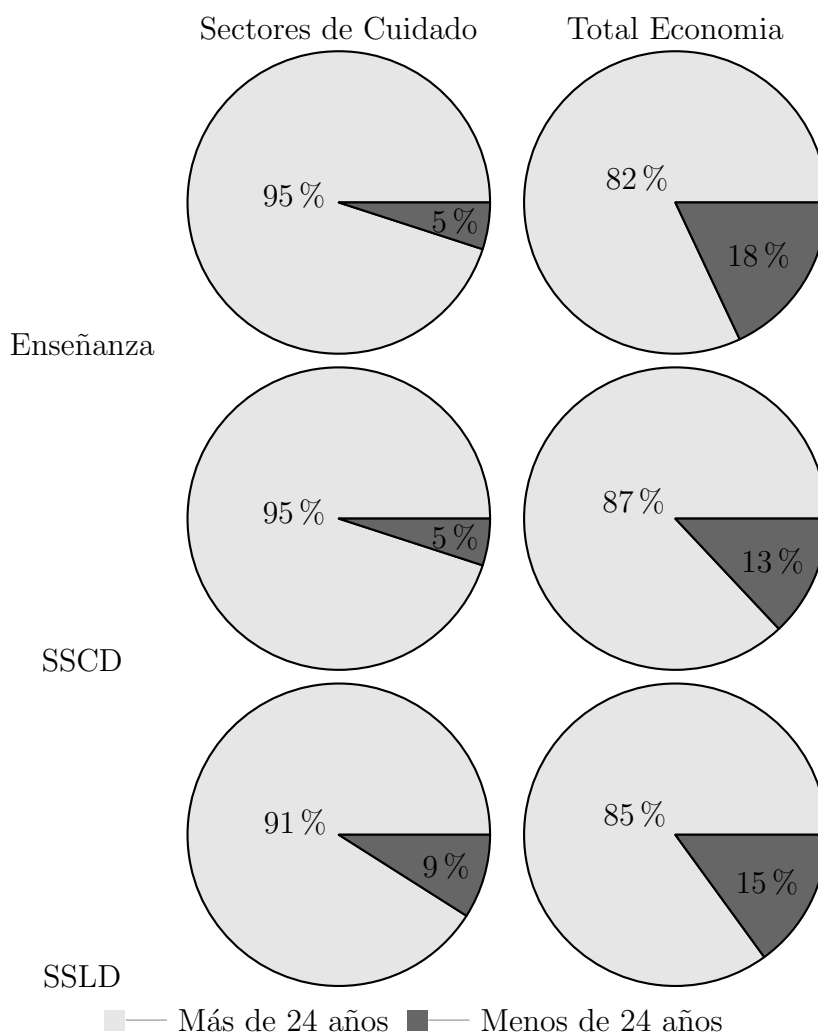 Sectores de Cuidado Total Economia
95 % 5 % 82 % 18 %
Enseñanza
95 % 5 % 87 % 13 %
SSCD
91 % 9 % 85 % 15 %
SSLD
Más de 24 años Menos de 24 años